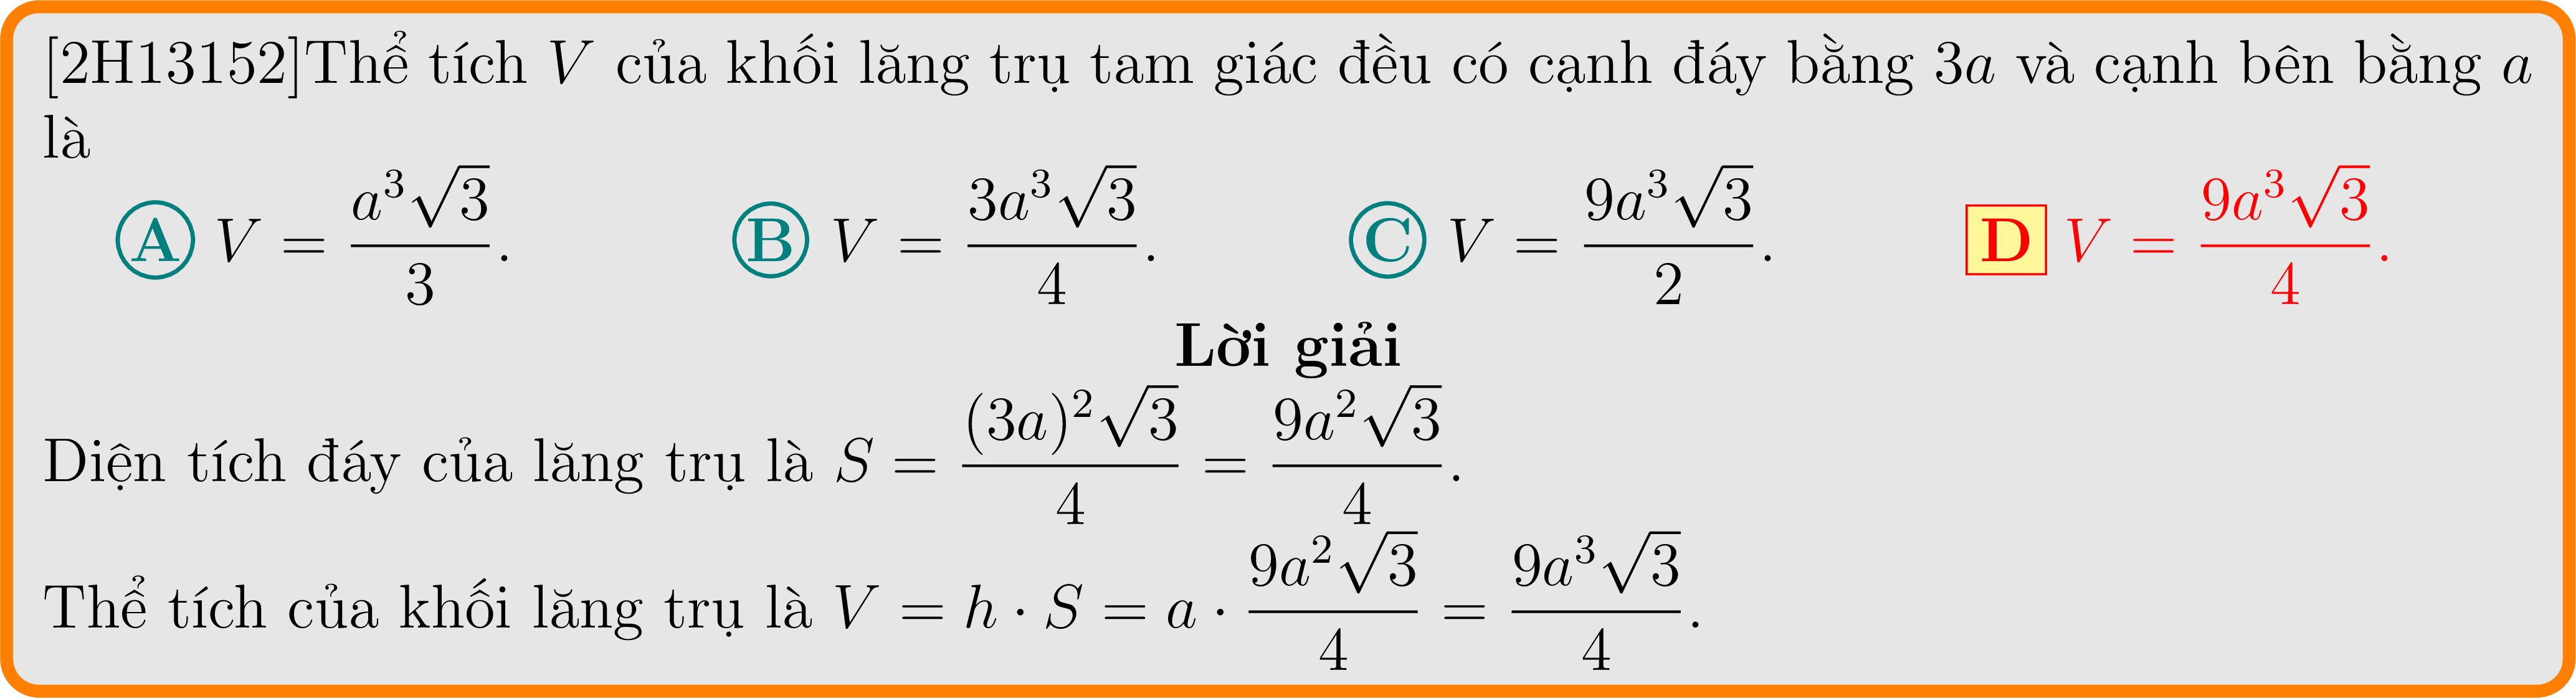 [2H13152]Thể tích V của khối lăng trụ tam giác đều có cạnh đáy bằng 3a và cạnh bên bằng a
là
A V = \frac{a^3\sqrt{3}}{3}. B V = \frac{3a^3\sqrt{3}}{4}. C V = \frac{9a^3\sqrt{3}}{2}. D V = \frac{9a^3\sqrt{3}}{4}.
Lời giải
Diện tích đáy của lăng trụ là S = \frac{(3a)^2\sqrt{3}}{4} = \frac{9a^2\sqrt{3}}{4}.
Thể tích của khối lăng trụ là V = h · S = a · \frac{9a^2\sqrt{3}}{4} = \frac{9a^3\sqrt{3}}{4}.